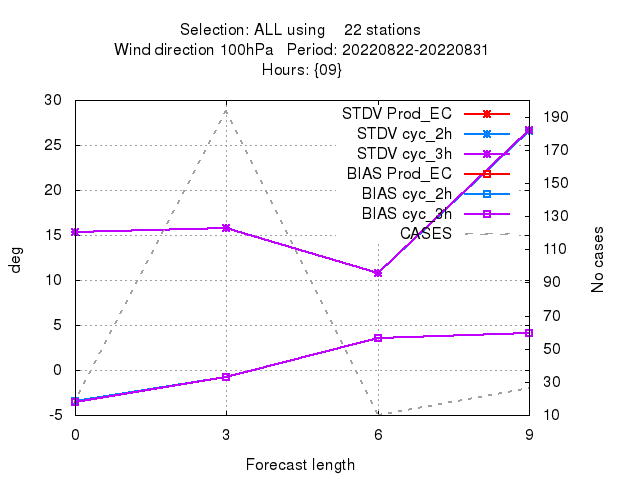 Selection: ALL using    22 stations
Wind direction 100hPa   Period: 20220822-20220831
Hours: {09}
30
25
20
15
10
5
0
-5
deg
STDV Prod_EC
STDV cyc_2h
STDV cyc_3h
BIAS Prod_EC
BIAS cyc_2h
BIAS cyc_3h
CASES
190
170
150
130
110
90
70
50
30
10
No cases
0 3 6 9
Forecast length